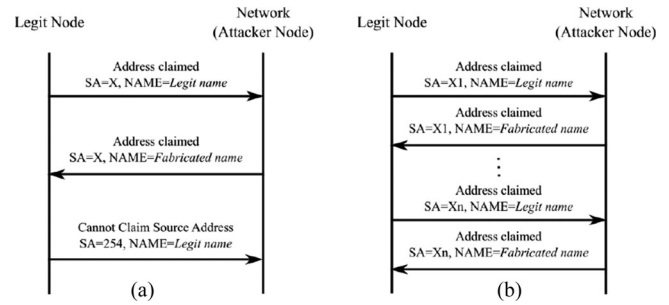 Legit Node
Network
(Attacker Node)
Address claimed
SA=X, NAME=Legit name
Address claimed
SA=X, NAME=Fabricated name
Cannot Claim Source Address
SA=254, NAME=Legit name
(a)
Legit Node
Network
(Attacker Node)
Address claimed
SA=X1, NAME=Legit name
Address claimed
SA=X1, NAME=Fabricated name
⋮
Address claimed
SA=Xn, NAME=Legit name
Address claimed
SA=Xn, NAME=Fabricated name
(b)